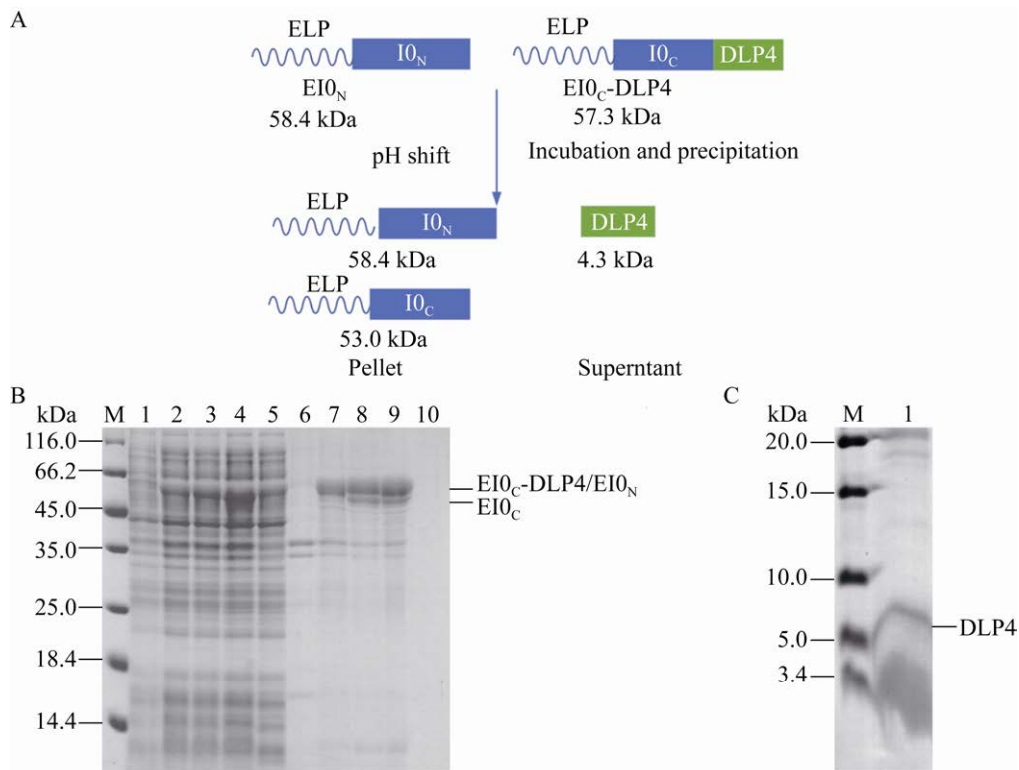 A
ELP I0N ELP I0C DLP4
EI0N EI0C-DLP4
58.4 kDa 57.3 kDa
pH shift Incubation and precipitation
ELP I0N DLP4
58.4 kDa 4.3 kDa
ELP I0C
53.0 kDa
Pellet Superntant
B
kDa M 1 2 3 4 5 6 7 8 9 10
116.0
66.2
EI0C-DLP4/EI0N
45.0
EI0C
35.0
25.0
18.4
14.4
C
M 1
20.0
15.0
10.0
5.0
DLP4
3.4